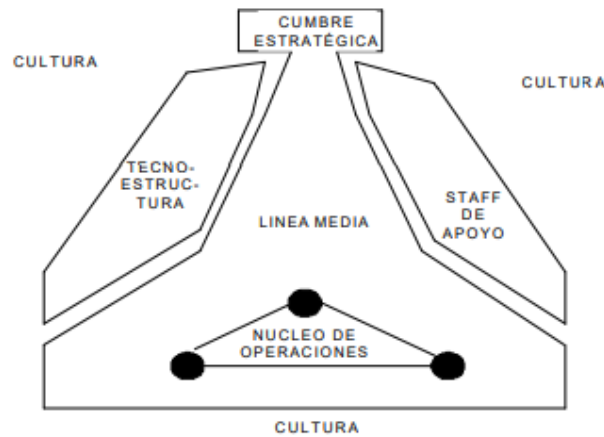 CUMBRE
ESTRATÉGICA
CULTURA
CULTURA
TECNO-
ESTRUC-
TURA
STAFF
DE
APOYO
LINEA MEDIA
NUCLEO DE
OPERACIONES
CULTURA